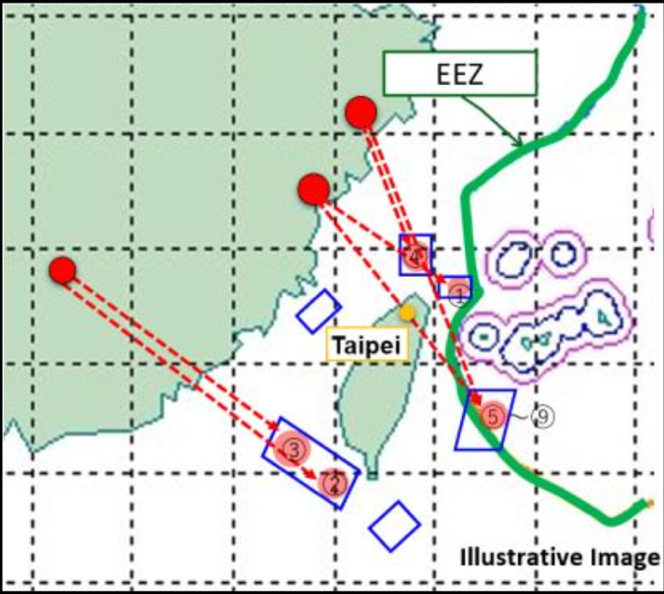 EEZ
④
①
Taipei
⑤~⑨
③
②
Illustrative Image